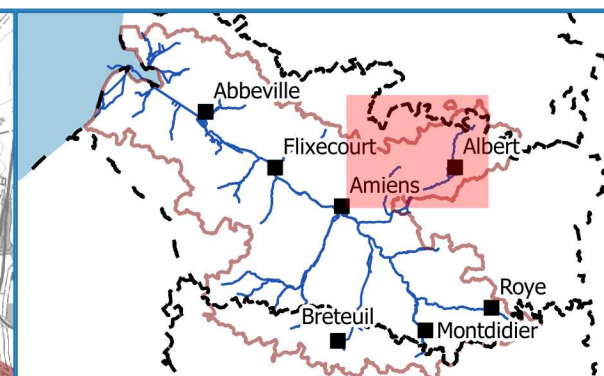 Abbeville
Flixecourt
Albert
Amiens
Roye
Breteuil
Montdidier